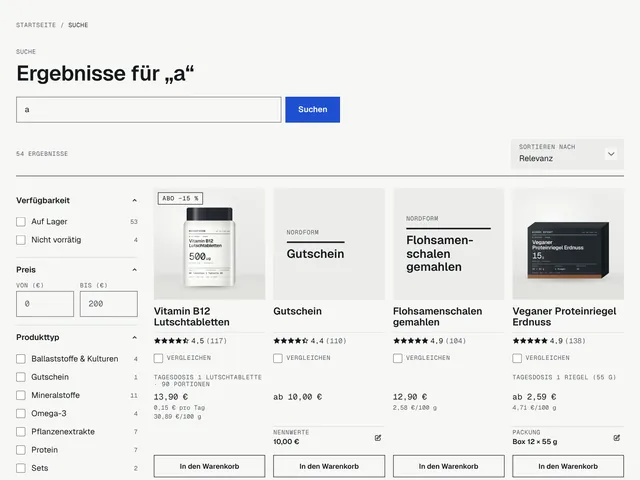 STARTSEITE / SUCHE
SUCHE
Ergebnisse für „a“
a
Suchen
54 ERGEBNISSE
SORTIEREN NACH
Relevanz
Verfügbarkeit
Auf Lager 53
Nicht vorrätig 4
Preis
VON (€) BIS (€)
0 200
Produkttyp
Ballaststoffe & Kulturen 4
Gutschein 1
Mineralstoffe 11
Omega-3 4
Pflanzenextrakte 7
Protein 7
Sets 2
ABO −15 %
Vitamin B12
Lutschtabletten
500
Vitamin B12
Lutschtabletten
4,5 (117)
VERGLEICHEN
TAGESDOSIS 1 LUTSCHTABLETTE
· 90 PORTIONEN
13,90 €
0,15 € pro Tag
30,89 €/100 g
In den Warenkorb
NORDFORM
Gutschein
Gutschein
4,4 (110)
VERGLEICHEN
ab 10,00 €
NENNWERTE
10,00 €
In den Warenkorb
NORDFORM
Flohsamen-
schalen
gemahlen
Flohsamenschalen
gemahlen
4,9 (104)
VERGLEICHEN
12,90 €
2,58 €/100 g
In den Warenkorb
Veganer
Proteinriegel Erdnuss
15
Veganer Proteinriegel
Erdnuss
4,9 (138)
VERGLEICHEN
TAGESDOSIS 1 RIEGEL (55 G)
ab 2,59 €
4,71 €/100 g
PACKUNG
Box 12 × 55 g
In den Warenkorb